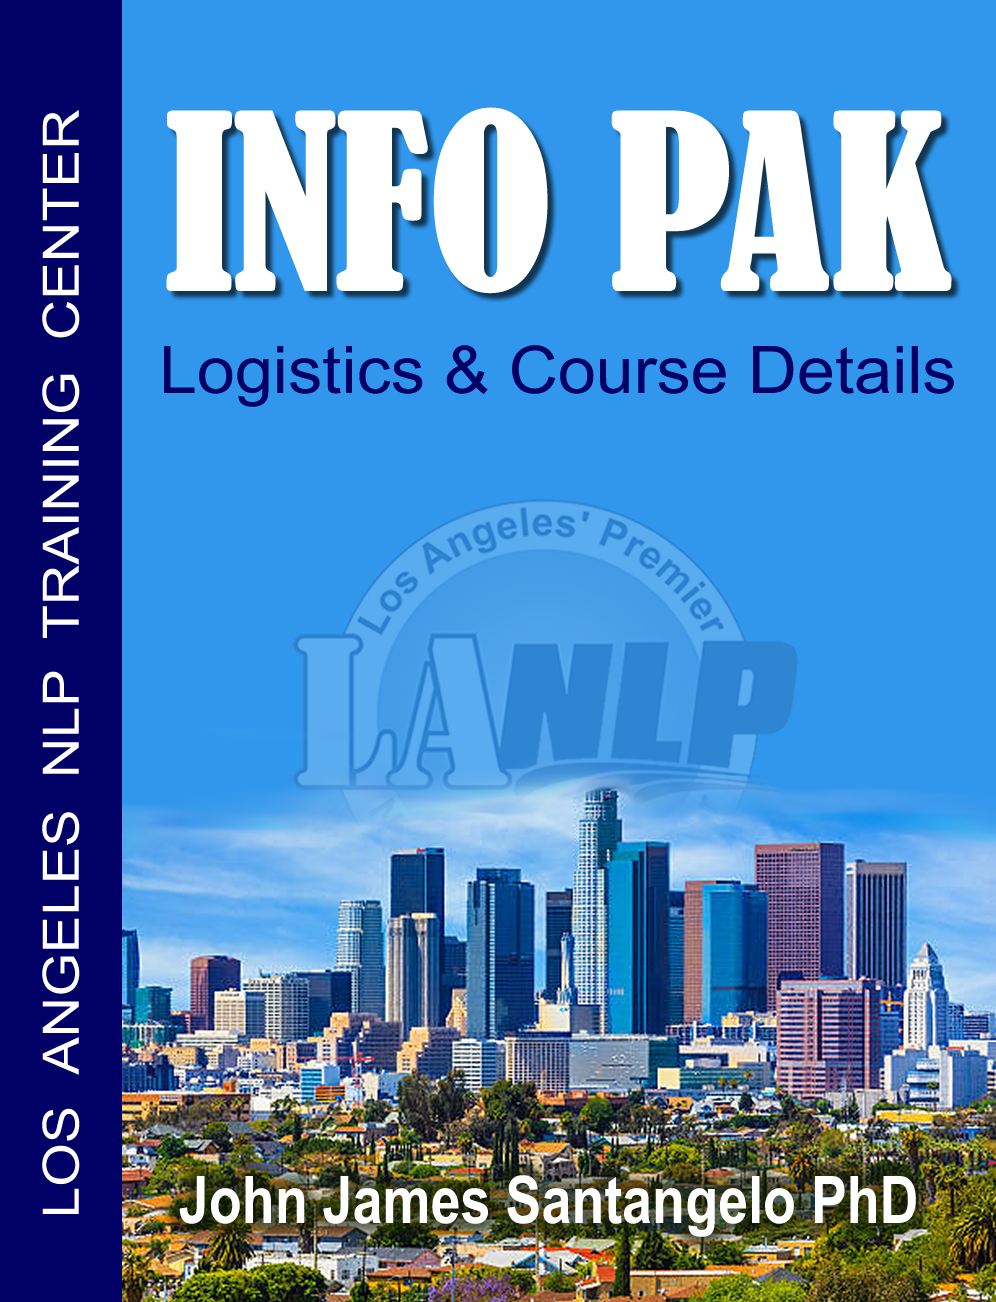 LOS ANGELES NLP TRAINING CENTER
INFO PAK
Logistics & Course Details
Los Angeles' Premier
LANLP
John James Santangelo PhD